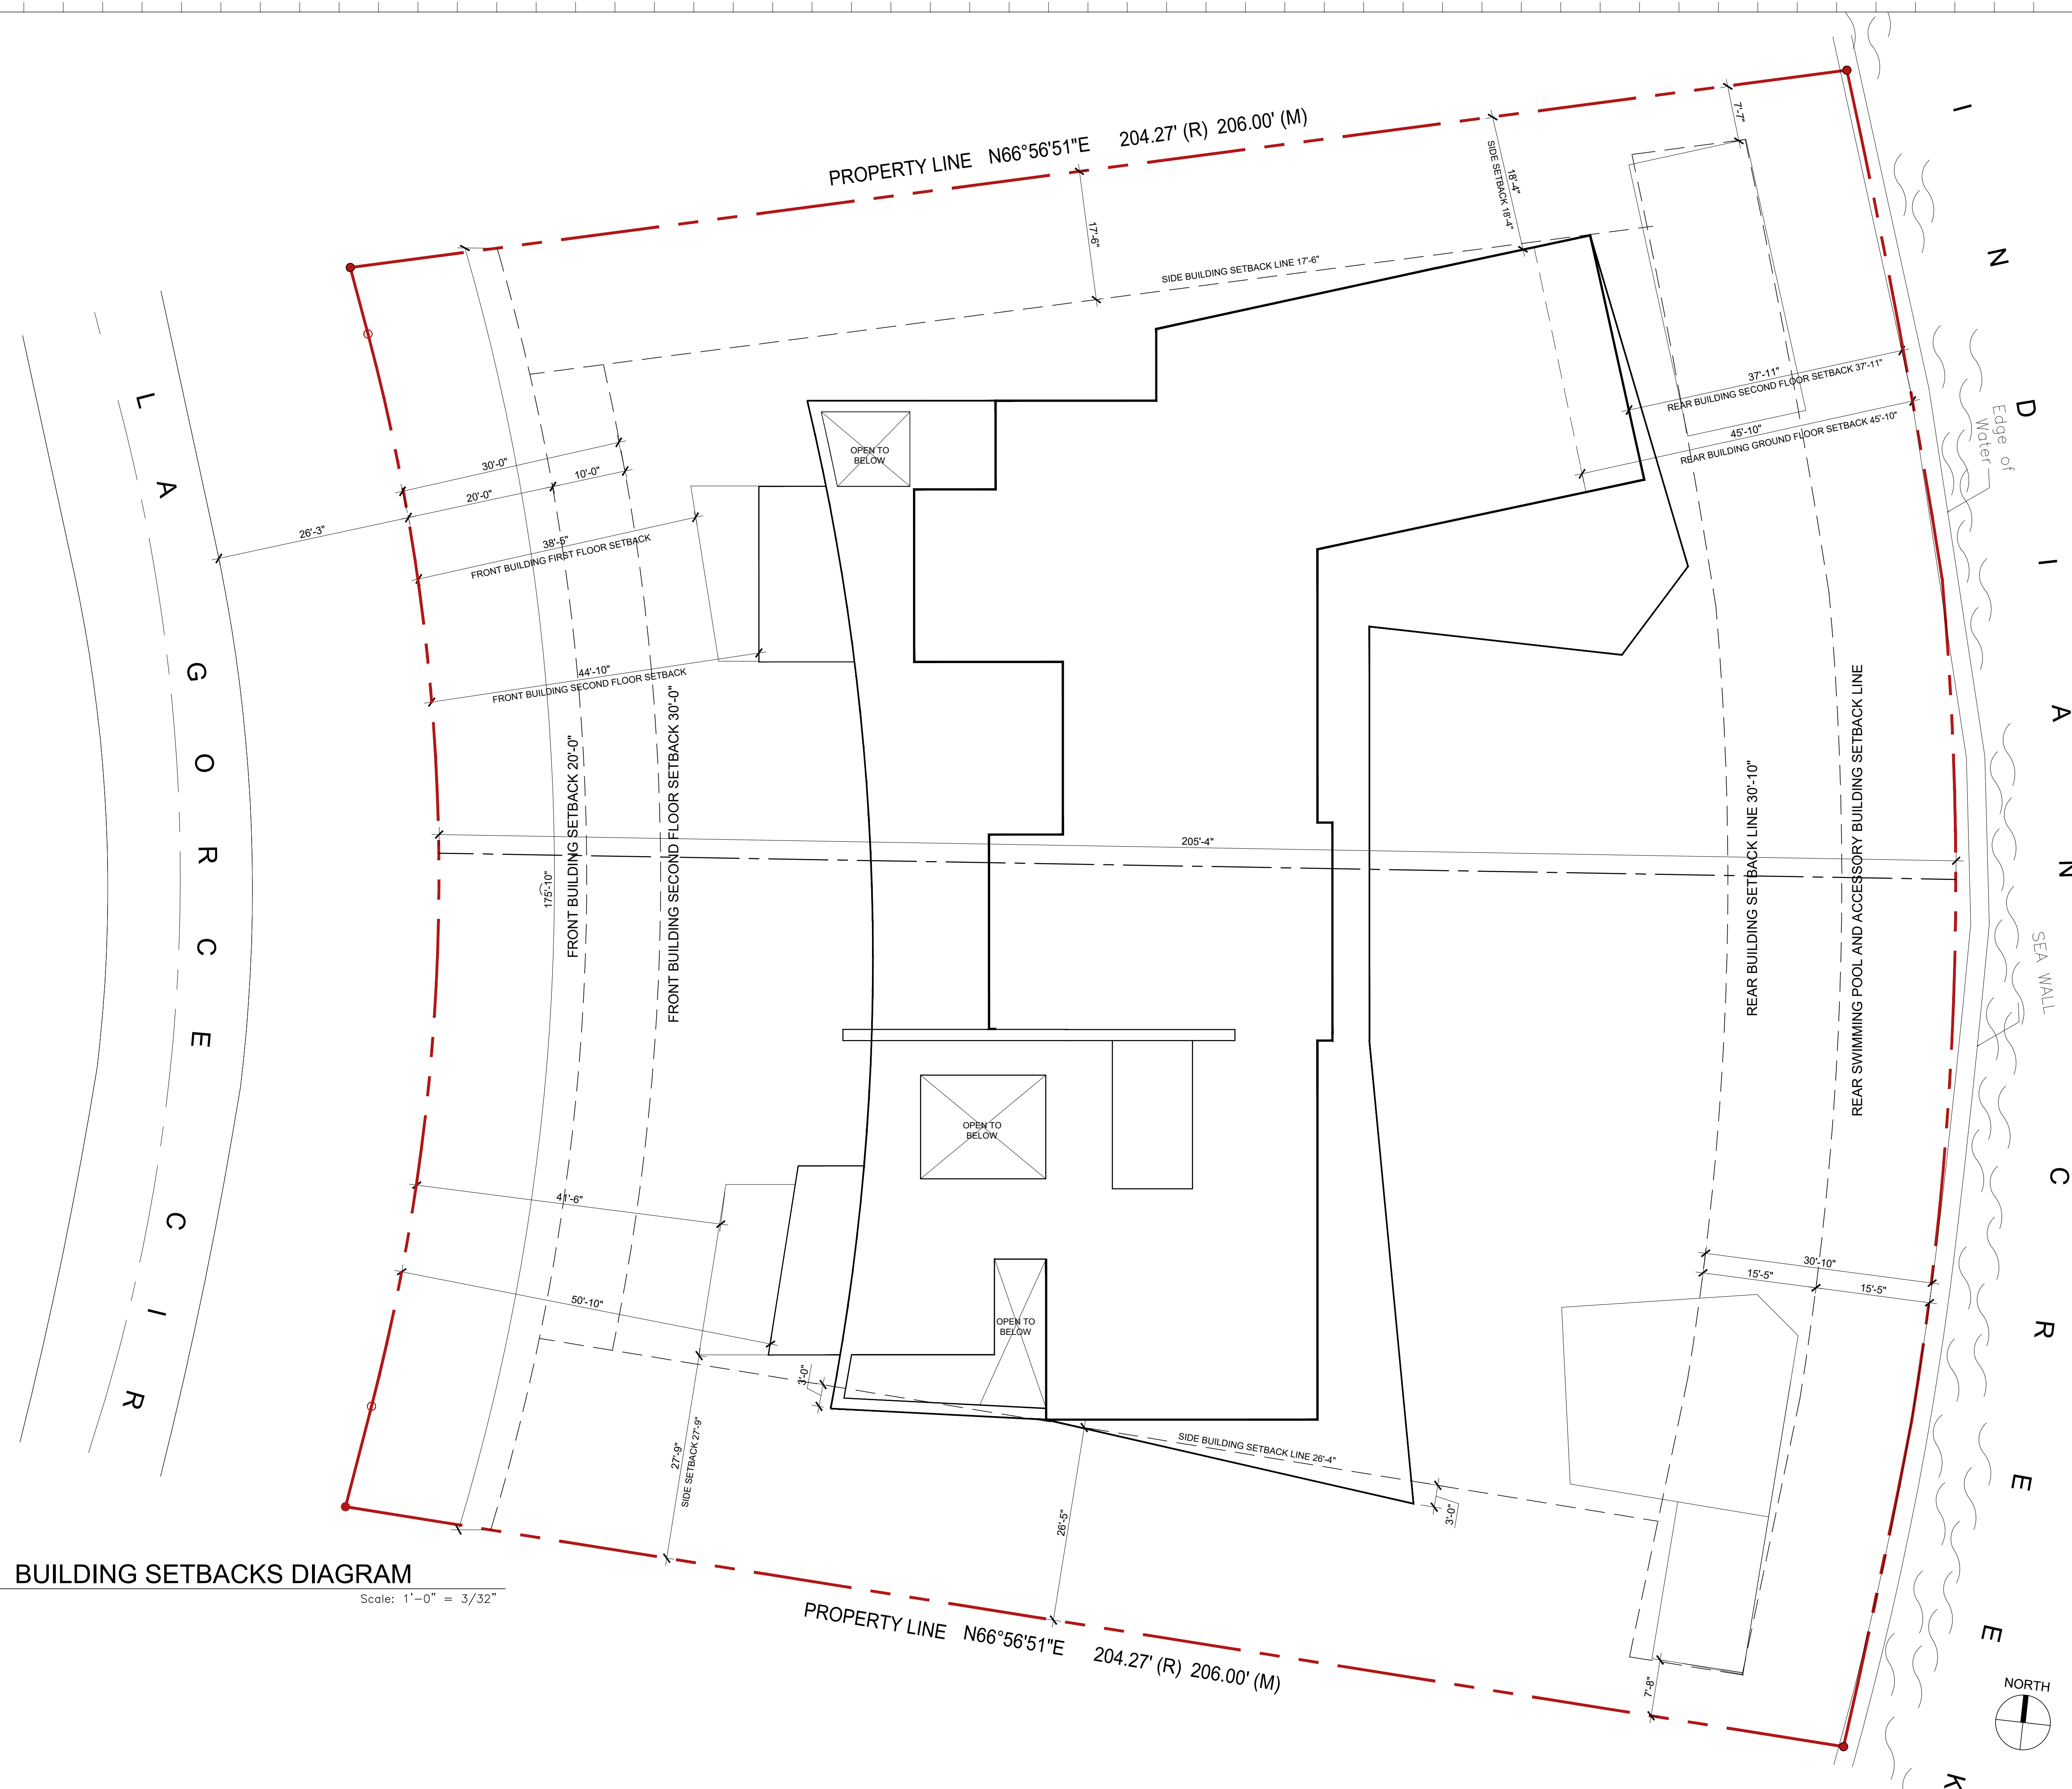 PROPERTY LINE N66°56'51"E 204.27' (R) 206.00' (M)
7'-7"
18'-4"
SIDE SETBACK 18'-4"
17'-6"
SIDE BUILDING SETBACK LINE 17'-6"
37'-11"
REAR BUILDING SECOND FLOOR SETBACK 37'-11"
45'-10"
REAR BUILDING GROUND FLOOR SETBACK 45'-10"
Edge of
Water
OPEN TO
BELOW
30'-0"
10'-0"
20'-0"
26'-3"
38'-5"
FRONT BUILDING FIRST FLOOR SETBACK
44'-10"
FRONT BUILDING SECOND FLOOR SETBACK
LA GORCE CIR
INDIAN CREEK
FRONT BUILDING SETBACK 20'-0"
FRONT BUILDING SECOND FLOOR SETBACK 30'-0"
175'-10"
205'-4"
REAR BUILDING SETBACK LINE 30'-10"
REAR SWIMMING POOL AND ACCESSORY BUILDING SETBACK LINE
SEA WALL
OPEN TO
BELOW
41'-6"
50'-10"
30'-10"
15'-5"
15'-5"
OPEN TO
BELOW
3'-0"
27'-9"
SIDE SETBACK 27'-9"
SIDE BUILDING SETBACK LINE 26'-4"
26'-5"
3'-0"
PROPERTY LINE N66°56'51"E 204.27' (R) 206.00' (M)
7'-8"
BUILDING SETBACKS DIAGRAM
Scale: 1'-0" = 3/32"
NORTH